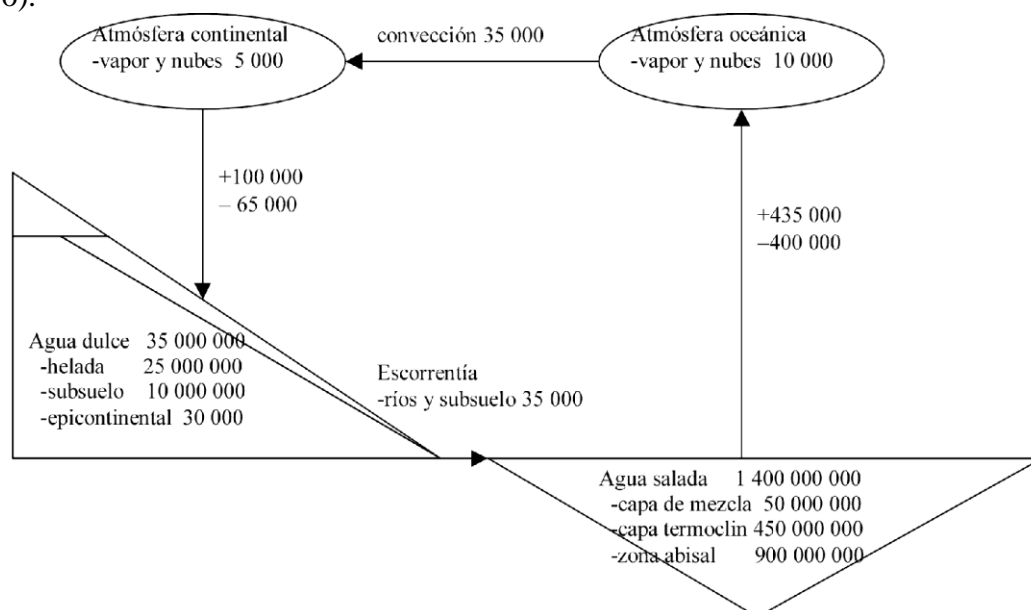 o).
Atmósfera continental
-vapor y nubes 5 000
convección 35 000
Atmósfera oceánica
-vapor y nubes 10 000
+100 000
– 65 000
+435 000
–400 000
Agua dulce 35 000 000
-helada 25 000 000
-subsuelo 10 000 000
-epicontinental 30 000
Escorrentía
-ríos y subsuelo 35 000
Agua salada 1 400 000 000
-capa de mezcla 50 000 000
-capa termoclin 450 000 000
-zona abisal 900 000 000